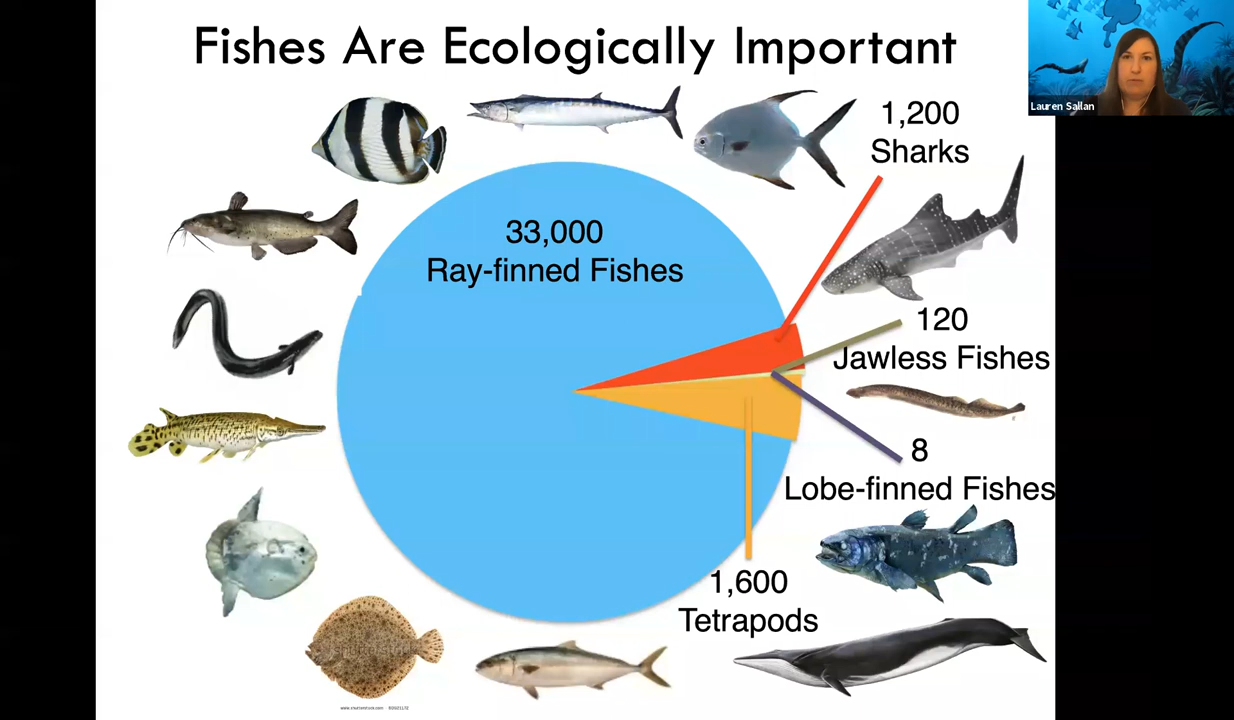 Fishes Are Ecologically Important
Lauren Sallan
1,200
Sharks
33,000
Ray-finned Fishes
120
Jawless Fishes
8
Lobe-finned Fishes
1,600
Tetrapods
shutterstock